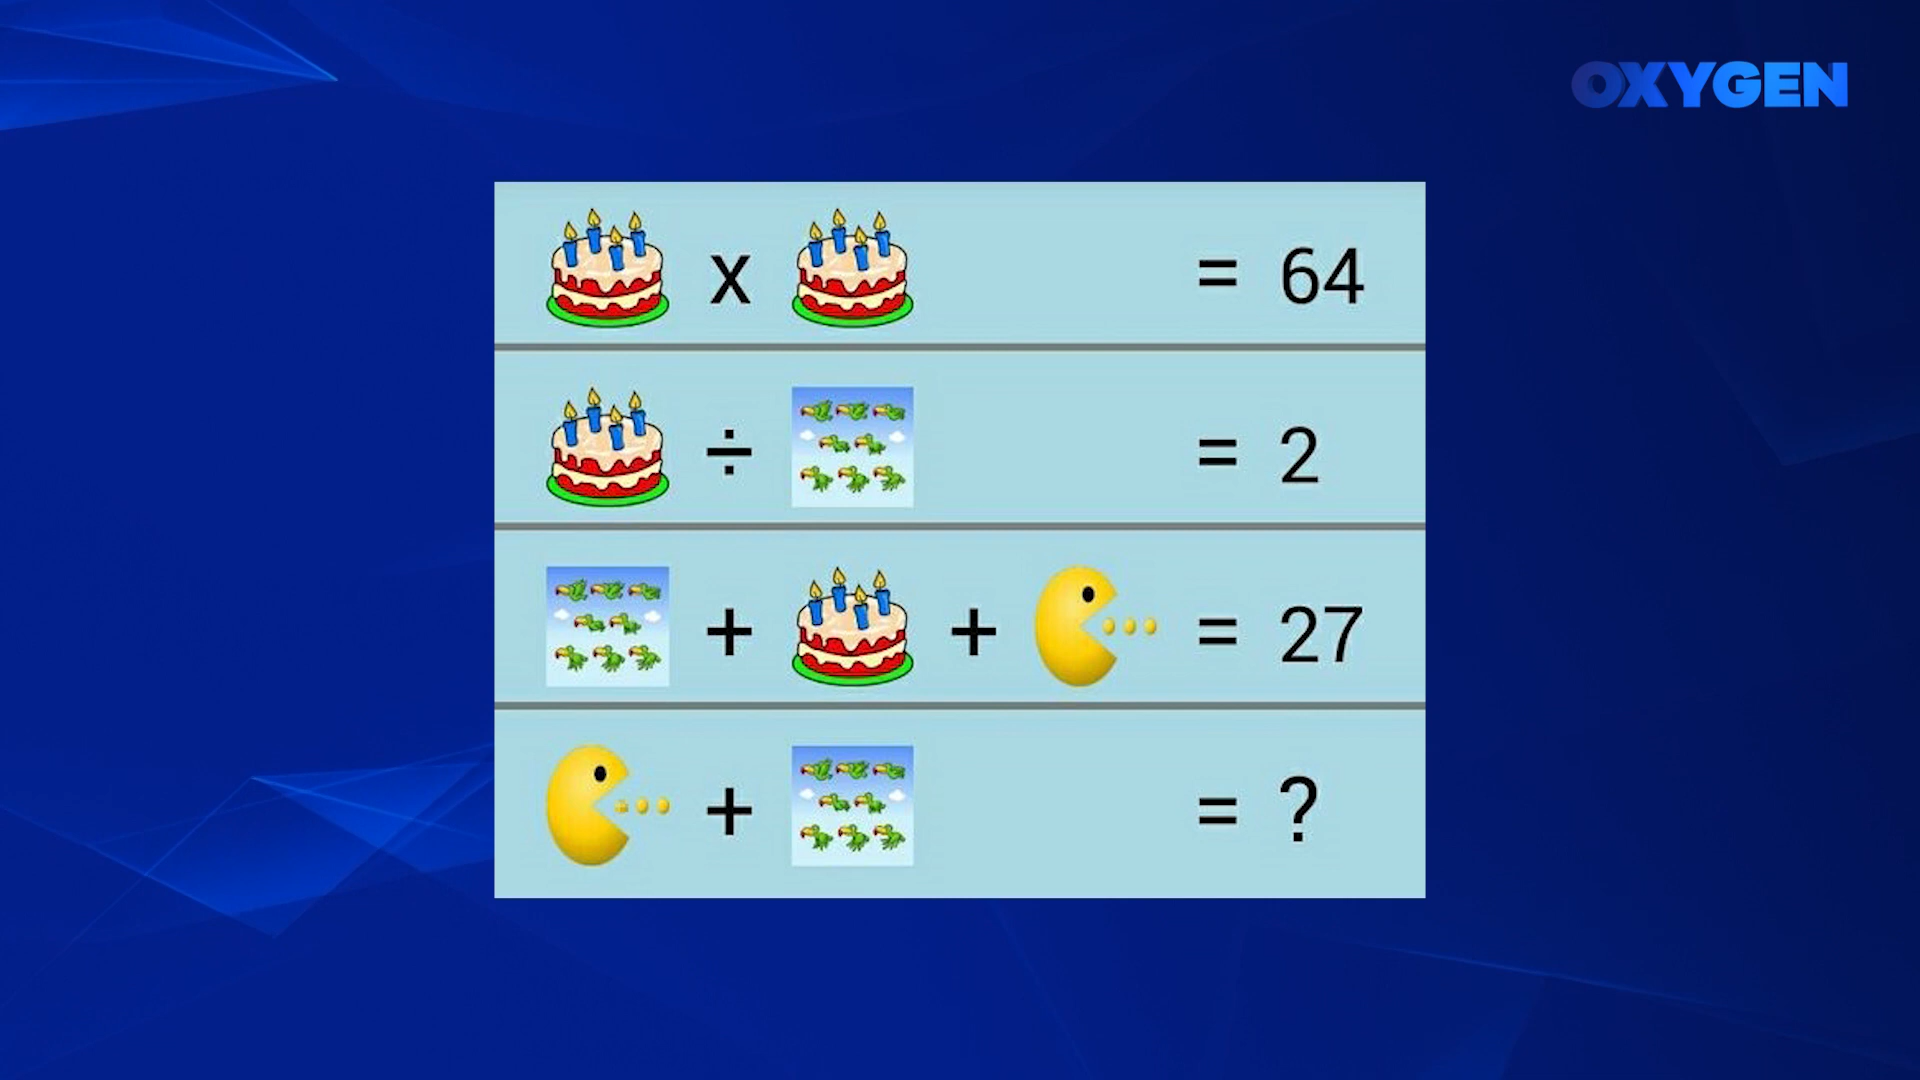 OXYGEN
x = 64
÷ = 2
+ + = 27
+ = ?